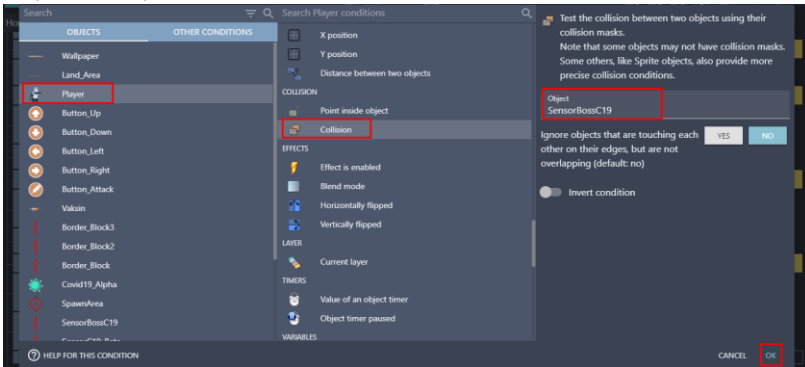 Search
OBJECTS
OTHER CONDITIONS
Wallpaper
Land_Area
Player
Button_Up
Button_Down
Button_Left
Button_Right
Button_Attack
Vaksin
Border_Block3
Border_Block2
Border_Block
Covid19_Alpha
SpawnArea
SensorBossC19
Search Player conditions
X position
Y position
Distance between two objects
COLLISION
Point inside object
Collision
EFFECTS
Effect is enabled
Blend mode
Horizontally flipped
Vertically flipped
LAYER
Current layer
TIMERS
Value of an object timer
Object timer paused
VARIABLES
Test the collision between two objects using their
collision masks.
Note that some objects may not have collision masks.
Some others, like Sprite objects, also provide more
precise collision conditions.
Object
SensorBossC19
Ignore objects that are touching each
other on their edges, but are not
overlapping (default: no)
YES
NO
Invert condition
HELP FOR THIS CONDITION
CANCEL
OK